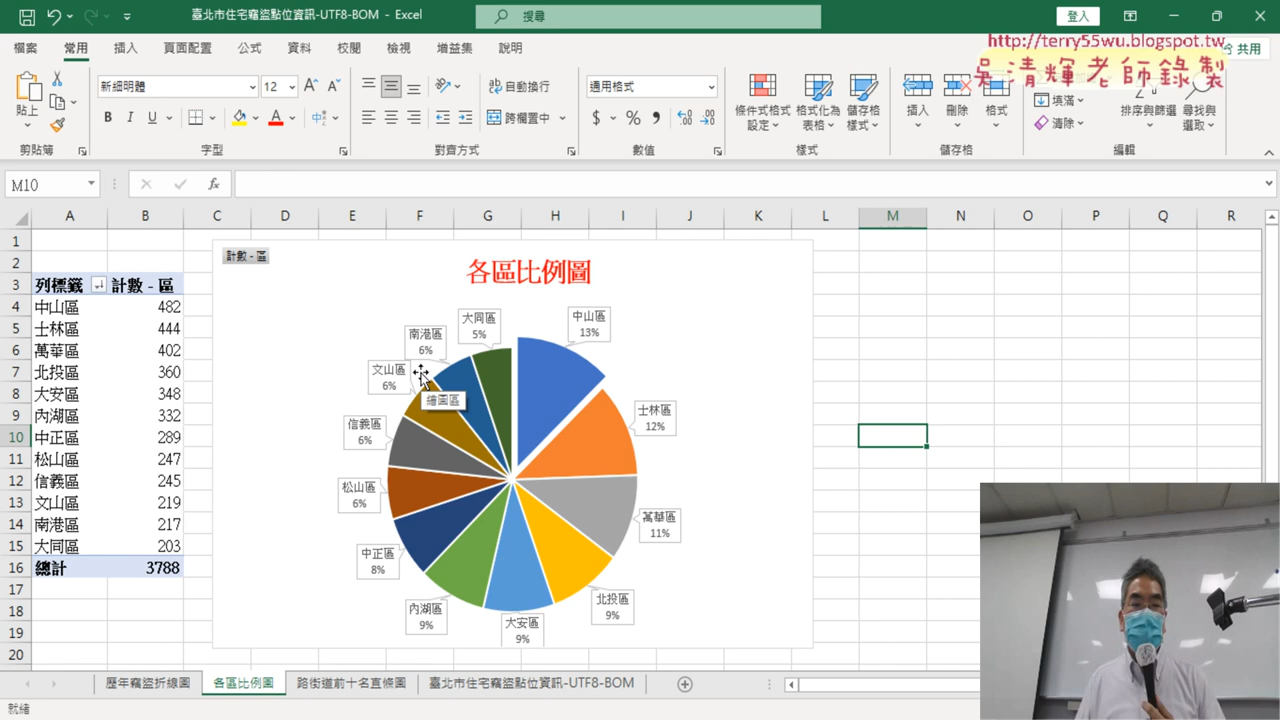 臺北市住宅竊盜點位資訊-UTF8-BOM - Excel
搜尋
登入
http://terry55wu.blogspot.tw
吳清輝老師錄製
檔案 常用 插入 頁面配置 公式 資料 校閱 檢視 增益集 說明
共用
貼上
新細明體 12
B I U A 中
自動換行
跨欄置中
通用格式
$ % 9
條件式格式設定
格式化為表格
儲存格樣式
插入 刪除 格式
填滿
清除
排序與篩選
尋找與選取
剪貼簿 字型 對齊方式 數值 樣式 儲存格 編輯
M10 fx
A B C D E F G H I J K L M N O P Q R
1
2
3 列標籤 計數 - 區
4 中山區 482
5 士林區 444
6 萬華區 402
7 北投區 360
8 大安區 348
9 內湖區 332
10 中正區 289
11 松山區 247
12 信義區 245
13 文山區 219
14 南港區 217
15 大同區 203
16 總計 3788
17
18
19
20
計數 - 區
各區比例圖
中山區
13%
士林區
12%
萬華區
11%
北投區
9%
大安區
9%
內湖區
9%
中正區
8%
松山區
6%
信義區
6%
文山區
6%
南港區
6%
大同區
5%
繪圖區
歷年竊盜折線圖 各區比例圖 路街道前十名直條圖 臺北市住宅竊盜點位資訊-UTF8-BOM
就緒